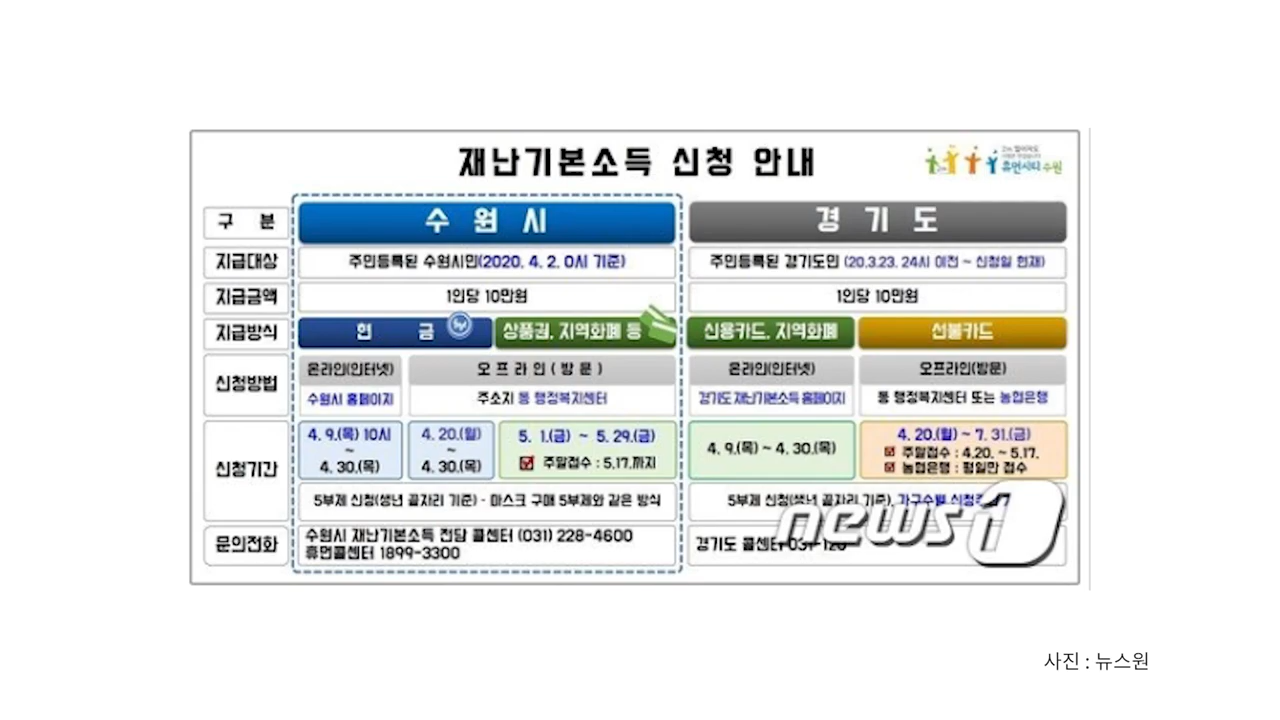 재난기본소득 신청 안내
휴먼시티 수원
구 분
수 원 시
경 기 도
지급대상
주민등록된 수원시민(2020. 4. 2. 0시 기준)
주민등록된 경기도민 (20.3.23. 24시 이전 ~ 신청일 현재)
지급금액
1인당 10만원
1인당 10만원
지급방식
현 금
상품권, 지역화폐 등
신용카드, 지역화폐
선불카드
신청방법
온라인(인터넷)
오 프 라 인 ( 방 문 )
온라인(인터넷)
오프라인(방문)
수원시 홈페이지
주소지 동 행정복지센터
경기도 재난기본소득 홈페이지
동 행정복지센터 또는 농협은행
신청기간
4. 9.(목) 10시
~
4. 30.(목)
4. 20.(월)
~
4. 30.(목)
5. 1.(금) ~ 5. 29.(금)
주말접수 : 5.17.까지
4. 9.(목) ~ 4. 30.(목)
4. 20.(월) ~ 7. 31.(금)
주말접수 : 4.20. ~ 5.17.
농협은행 : 평일만 접수
5부제 신청(생년 끝자리 기준) - 마스크 구매 5부제와 같은 방식
5부제 신청(생년 끝자리 기준), 가구수별 신청
문의전화
수원시 재난기본소득 전담 콜센터 (031) 228-4600
휴먼콜센터 1899-3300
경기도 콜센터 031-120
news1
사진 : 뉴스원